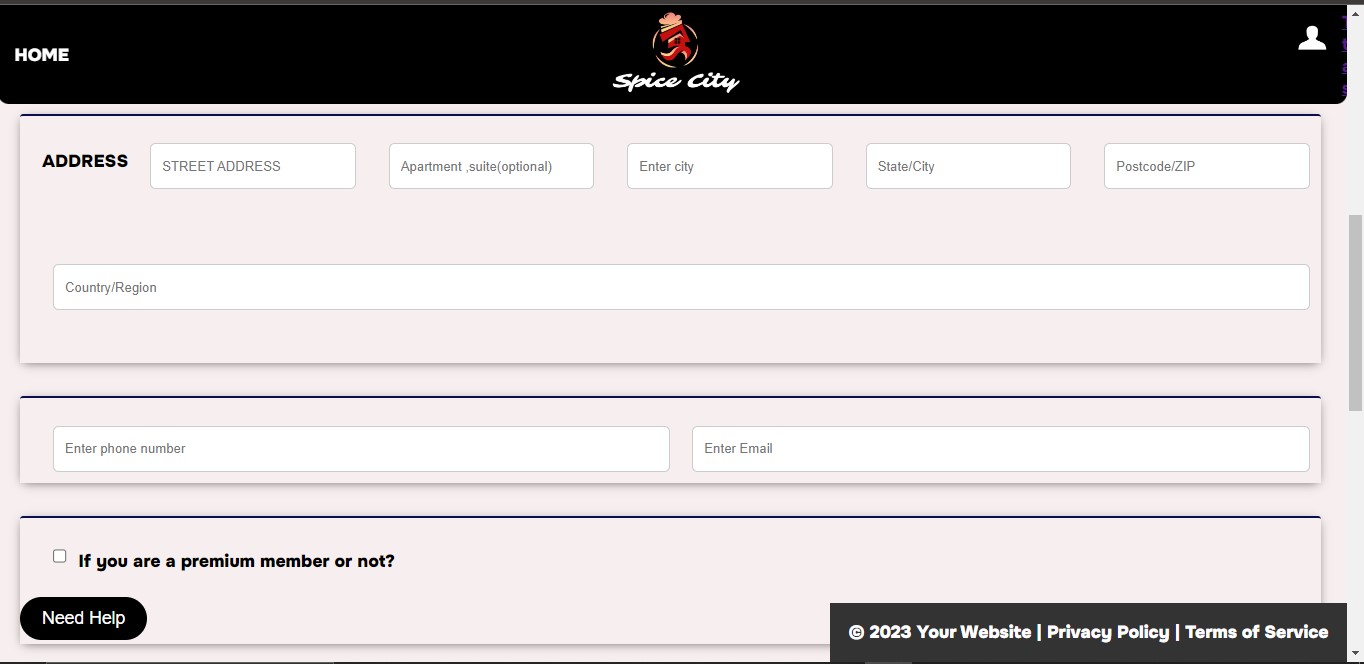 HOME
Spice City
ADDRESS
STREET ADDRESS
Apartment ,suite(optional)
Enter city
State/City
Postcode/ZIP
Country/Region
Enter phone number
Enter Email
If you are a premium member or not?
Need Help
© 2023 Your Website | Privacy Policy | Terms of Service